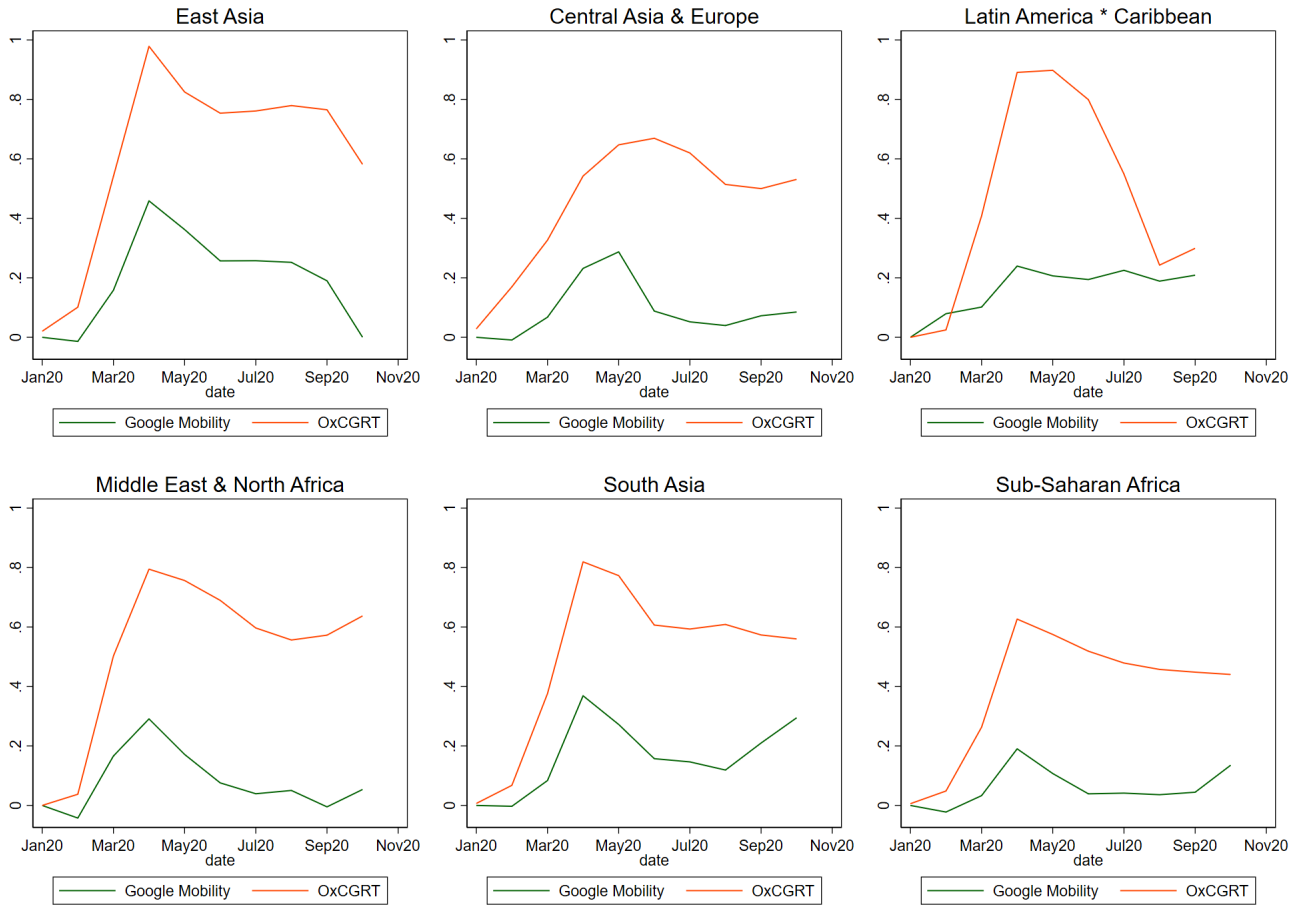 East Asia
1
.8
.6
.4
.2
0
Jan20 Mar20 May20 Jul20 Sep20 Nov20
date
Google Mobility OxCGRT
Central Asia & Europe
1
.8
.6
.4
.2
0
Jan20 Mar20 May20 Jul20 Sep20 Nov20
date
Google Mobility OxCGRT
Latin America * Caribbean
1
.8
.6
.4
.2
0
Jan20 Mar20 May20 Jul20 Sep20 Nov20
date
Google Mobility OxCGRT
Middle East & North Africa
1
.8
.6
.4
.2
0
Jan20 Mar20 May20 Jul20 Sep20 Nov20
date
Google Mobility OxCGRT
South Asia
1
.8
.6
.4
.2
0
Jan20 Mar20 May20 Jul20 Sep20 Nov20
date
Google Mobility OxCGRT
Sub-Saharan Africa
1
.8
.6
.4
.2
0
Jan20 Mar20 May20 Jul20 Sep20 Nov20
date
Google Mobility OxCGRT